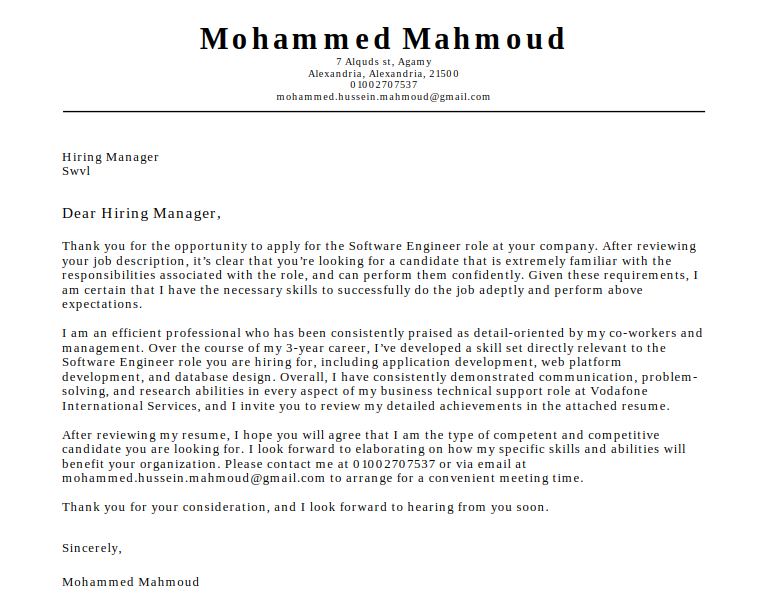 Mohammed Mahmoud
7 Alquds st, Agamy
Alexandria, Alexandria, 21500
01002707537
mohammed.hussein.mahmoud@gmail.com
Hiring Manager
Swvl
Dear Hiring Manager,
Thank you for the opportunity to apply for the Software Engineer role at your company. After reviewing
your job description, it’s clear that you’re looking for a candidate that is extremely familiar with the
responsibilities associated with the role, and can perform them confidently. Given these requirements, I
am certain that I have the necessary skills to successfully do the job adeptly and perform above
expectations.
I am an efficient professional who has been consistently praised as detail-oriented by my co-workers and
management. Over the course of my 3-year career, I’ve developed a skill set directly relevant to the
Software Engineer role you are hiring for, including application development, web platform
development, and database design. Overall, I have consistently demonstrated communication, problem-
solving, and research abilities in every aspect of my business technical support role at Vodafone
International Services, and I invite you to review my detailed achievements in the attached resume.
After reviewing my resume, I hope you will agree that I am the type of competent and competitive
candidate you are looking for. I look forward to elaborating on how my specific skills and abilities will
benefit your organization. Please contact me at 01002707537 or via email at
mohammed.hussein.mahmoud@gmail.com to arrange for a convenient meeting time.
Thank you for your consideration, and I look forward to hearing from you soon.
Sincerely,
Mohammed Mahmoud